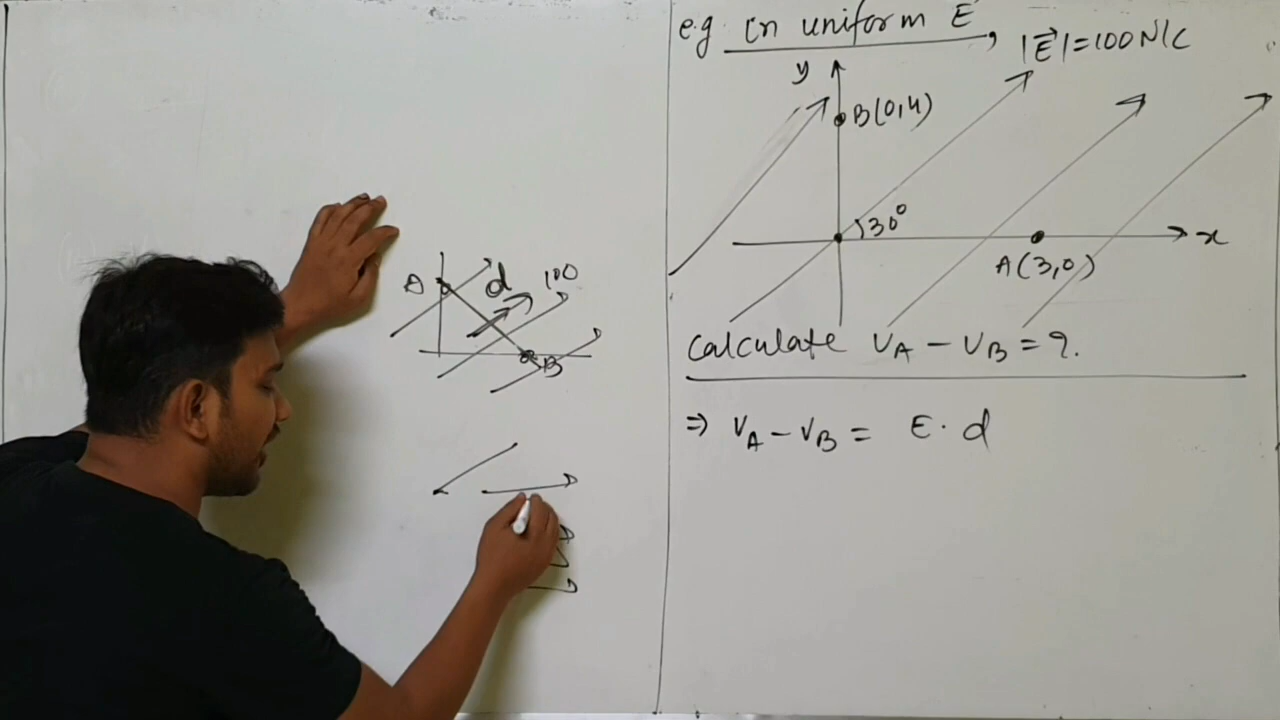 e.g. In uniform E,
|E⃗|=100 N/C
y
B(0,4)
30°
x
A(3,0)
Calculate VA – VB = ?.
⇒ VA – VB = E · d
A
d
100
B
A